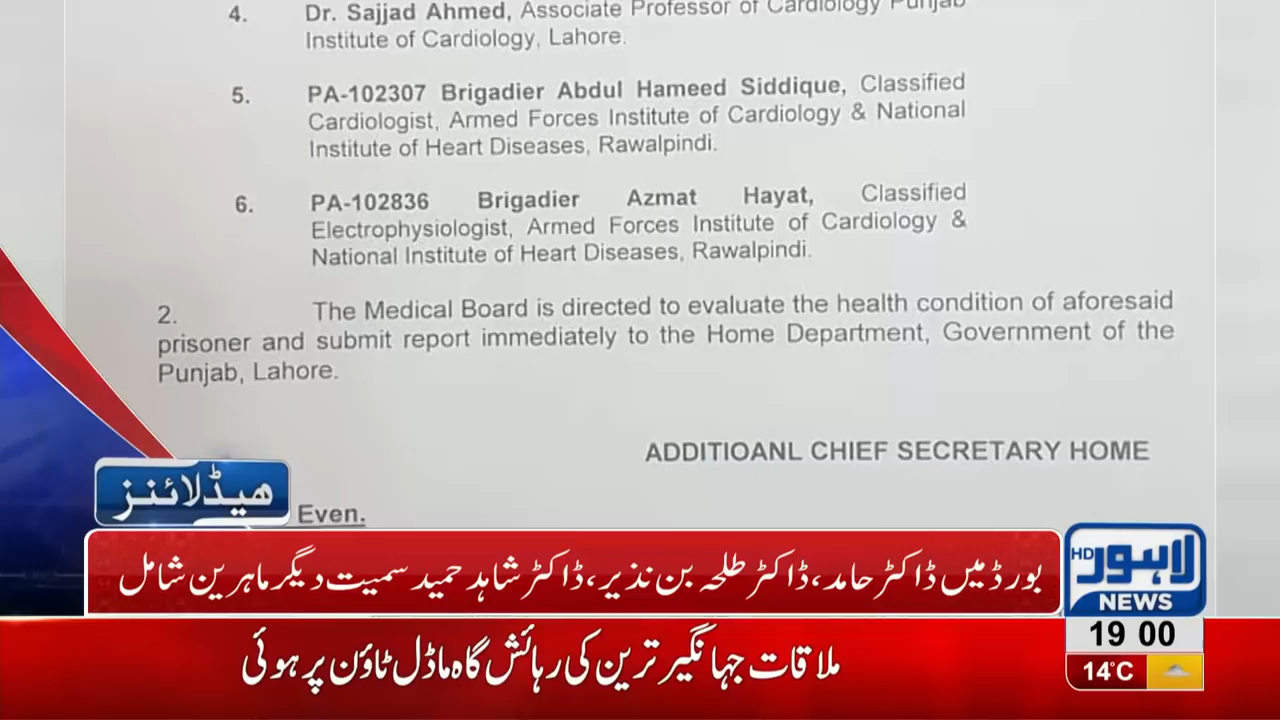 4. Dr. Sajjad Ahmed, Associate Professor of Cardiology Punjab
Institute of Cardiology, Lahore.
5. PA-102307 Brigadier Abdul Hameed Siddique, Classified
Cardiologist, Armed Forces Institute of Cardiology & National
Institute of Heart Diseases, Rawalpindi.
6. PA-102836 Brigadier Azmat Hayat, Classified
Electrophysiologist, Armed Forces Institute of Cardiology &
National Institute of Heart Diseases, Rawalpindi.
2. The Medical Board is directed to evaluate the health condition of aforesaid
prisoner and submit report immediately to the Home Department, Government of the
Punjab, Lahore.
ADDITIOANL CHIEF SECRETARY HOME
ھیڈلائنز
Even.
بورڈ میں ڈاکٹر حامد، ڈاکٹر طلحہ بن نذیر، ڈاکٹر شاہد حمید سمیت دیگر ماہرین شامل
HD لاہور
NEWS
19 00
14°C
ملاقات جہانگیر ترین کی رہائش گاہ ماڈل ٹاؤن پر ہوئی